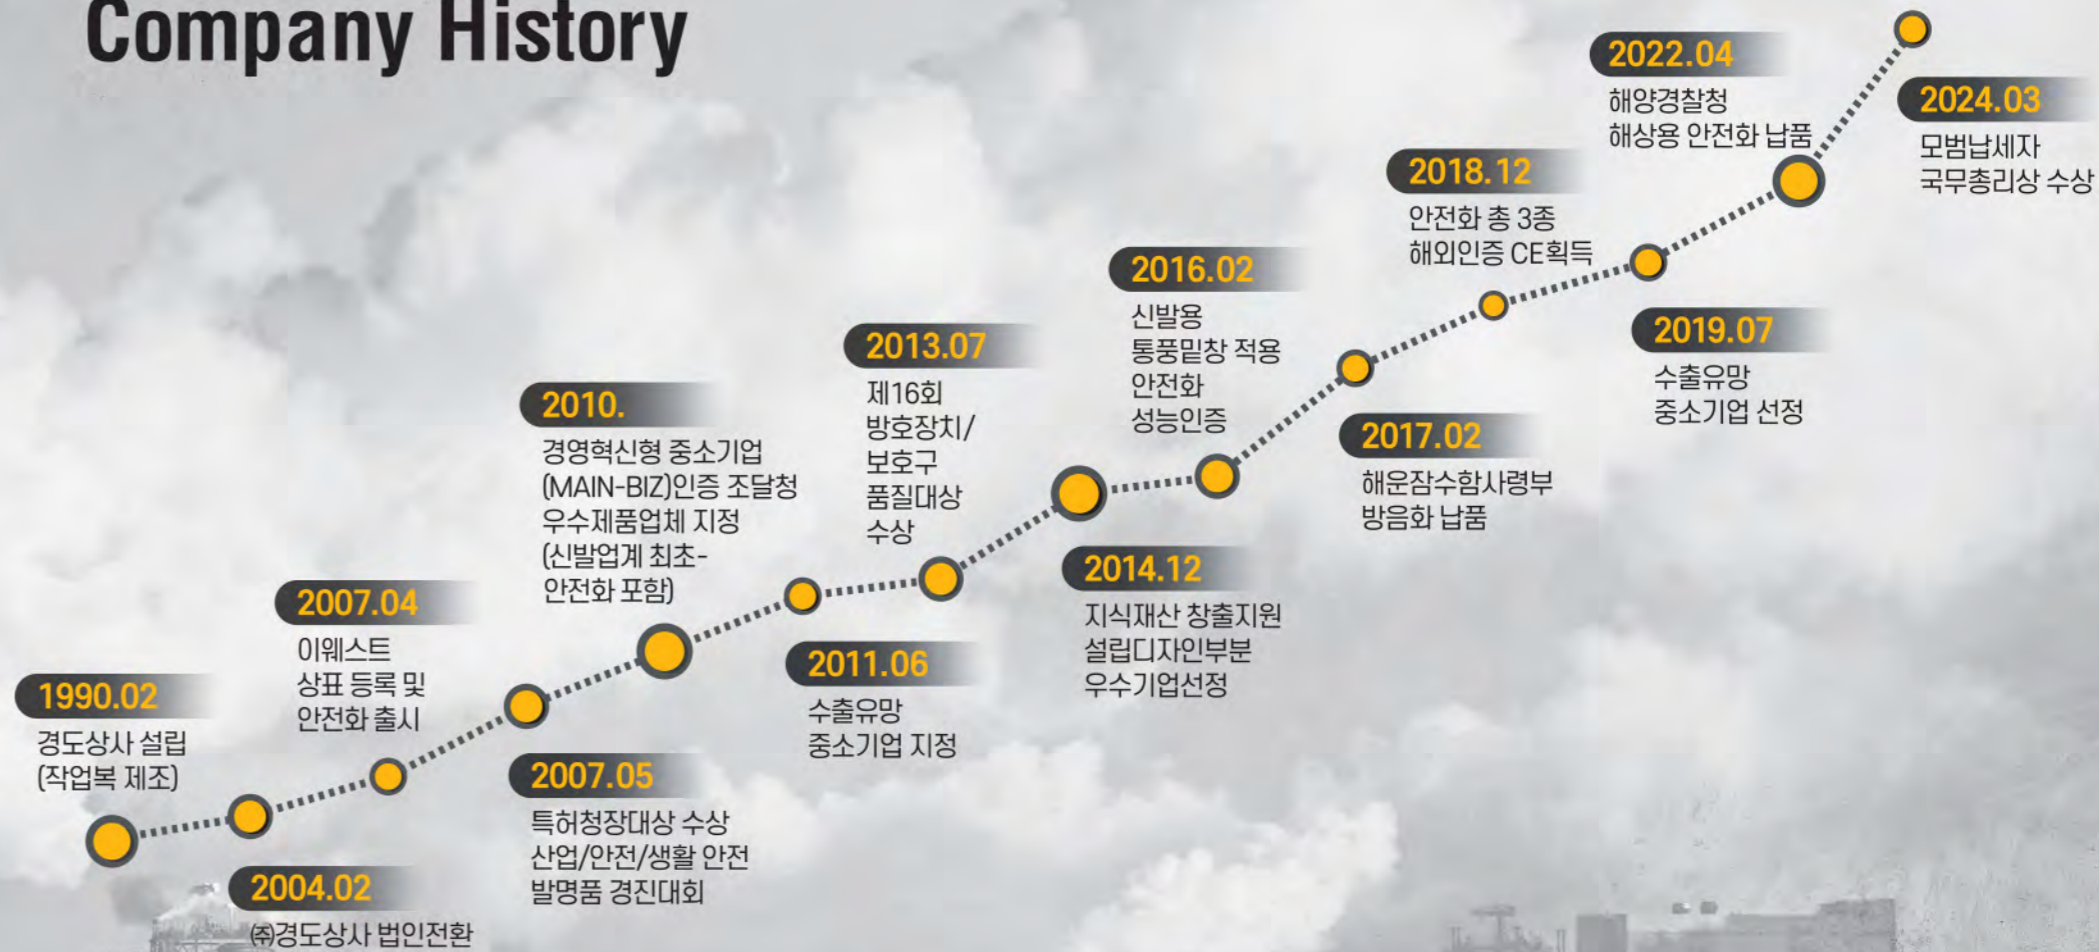 Company History
1990.02
경도상사 설립
(작업복 제조)
2004.02
㈜경도상사 법인전환
2007.04
이웨스트
상표 등록 및
안전화 출시
2007.05
특허청장대상 수상
산업/안전/생활 안전
발명품 경진대회
2010.
경영혁신형 중소기업
(MAIN-BIZ)인증 조달청
우수제품업체 지정
(신발업계 최초-
안전화 포함)
2011.06
수출유망
중소기업 지정
2013.07
제16회
방호장치/
보호구
품질대상
수상
2014.12
지식재산 창출지원
설립디자인부분
우수기업선정
2016.02
신발용
통풍밑창 적용
안전화
성능인증
2017.02
해운잠수함사령부
방음화 납품
2018.12
안전화 총 3종
해외인증 CE획득
2019.07
수출유망
중소기업 선정
2022.04
해양경찰청
해상용 안전화 납품
2024.03
모범납세자
국무총리상 수상